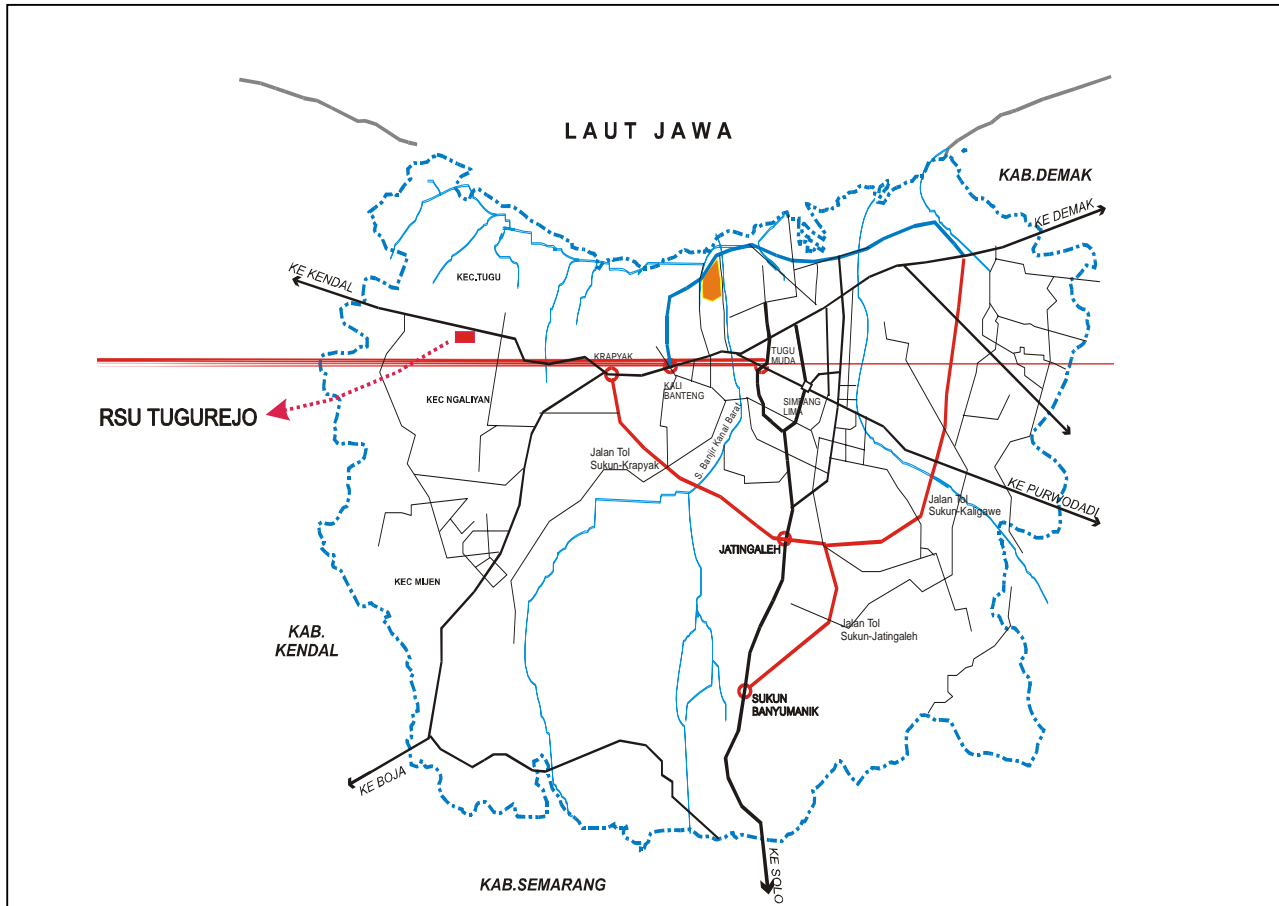 LAUT JAWA
KAB.DEMAK
KE DEMAK
KE KENDAL
KEC,TUGU
KRAPYAK
TUGU
MUDA
KALI
BANTENG
SIMPANG
LIMA
RSU TUGUREJO
KEC NGALIYAN
S. Banjir Kanal Barat
Jalan Tol
Sukun-Krapyak
KE PURWODADI
Jalan Tol
Sukun-Kaligawe
JATINGALEH
KEC MIJEN
KAB.
KENDAL
Jalan Tol
Sukun-Jatingaleh
SUKUN
BANYUMANIK
KE BOJA
KE SOLO
KAB.SEMARANG